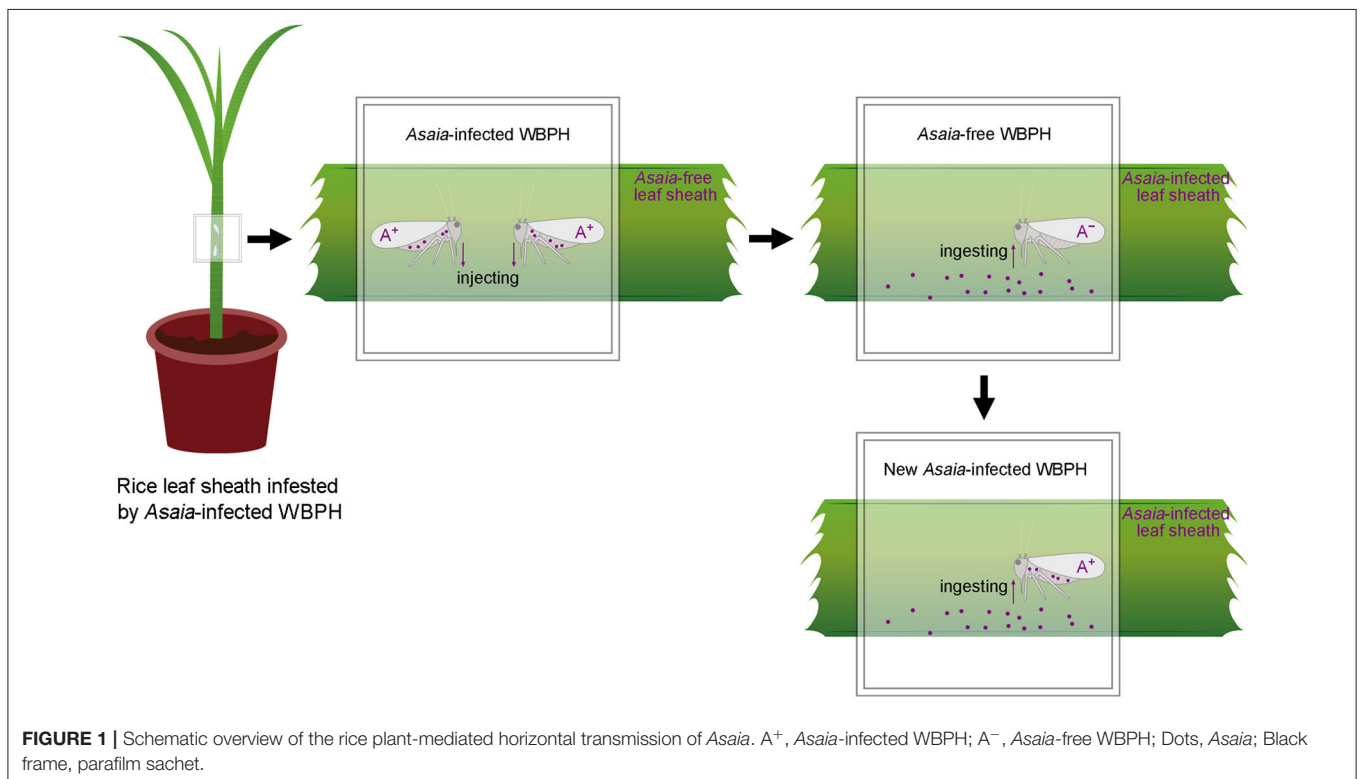 Asaia-infected WBPH
Asaia-free
leaf sheath
A⁺
A⁺
injecting
Asaia-free WBPH
Asaia-infected
leaf sheath
A⁻
ingesting
Rice leaf sheath infested
by Asaia-infected WBPH
New Asaia-infected WBPH
Asaia-infected
leaf sheath
A⁺
ingesting
FIGURE 1 | Schematic overview of the rice plant-mediated horizontal transmission of Asaia. A⁺, Asaia-infected WBPH; A⁻, Asaia-free WBPH; Dots, Asaia; Black
frame, parafilm sachet.